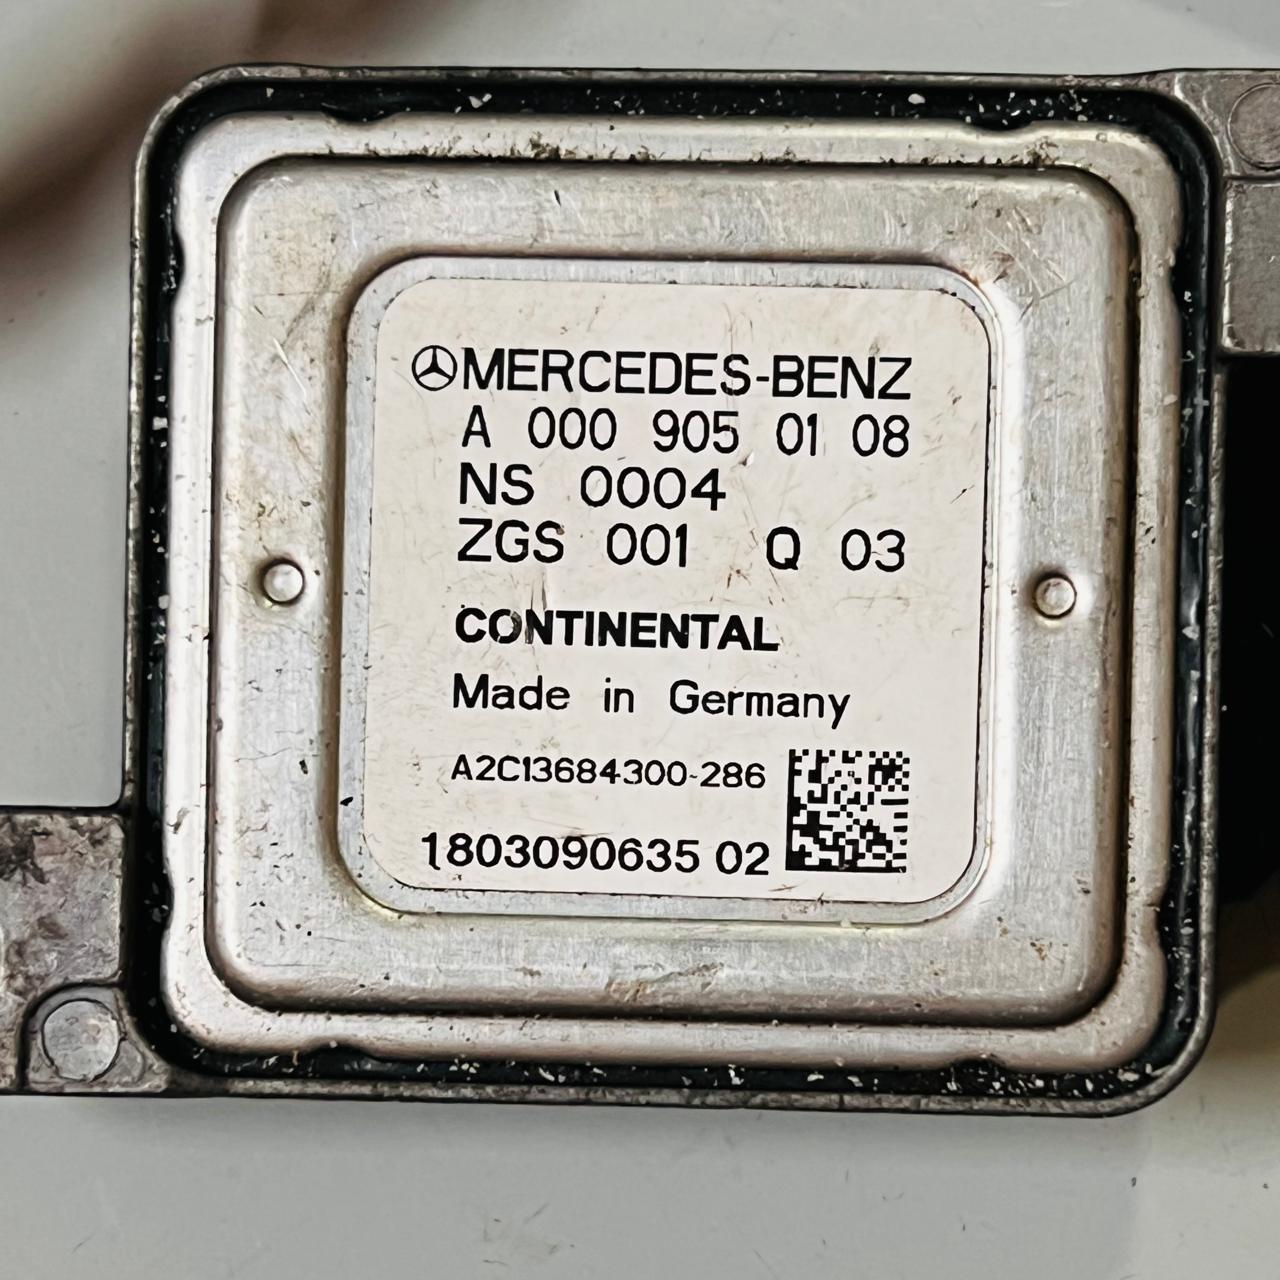 MERCEDES-BENZ
A 000 905 01 08
NS 0004
ZGS 001 Q 03
CONTINENTAL
Made in Germany
A2C13684300-286
1803090635 02